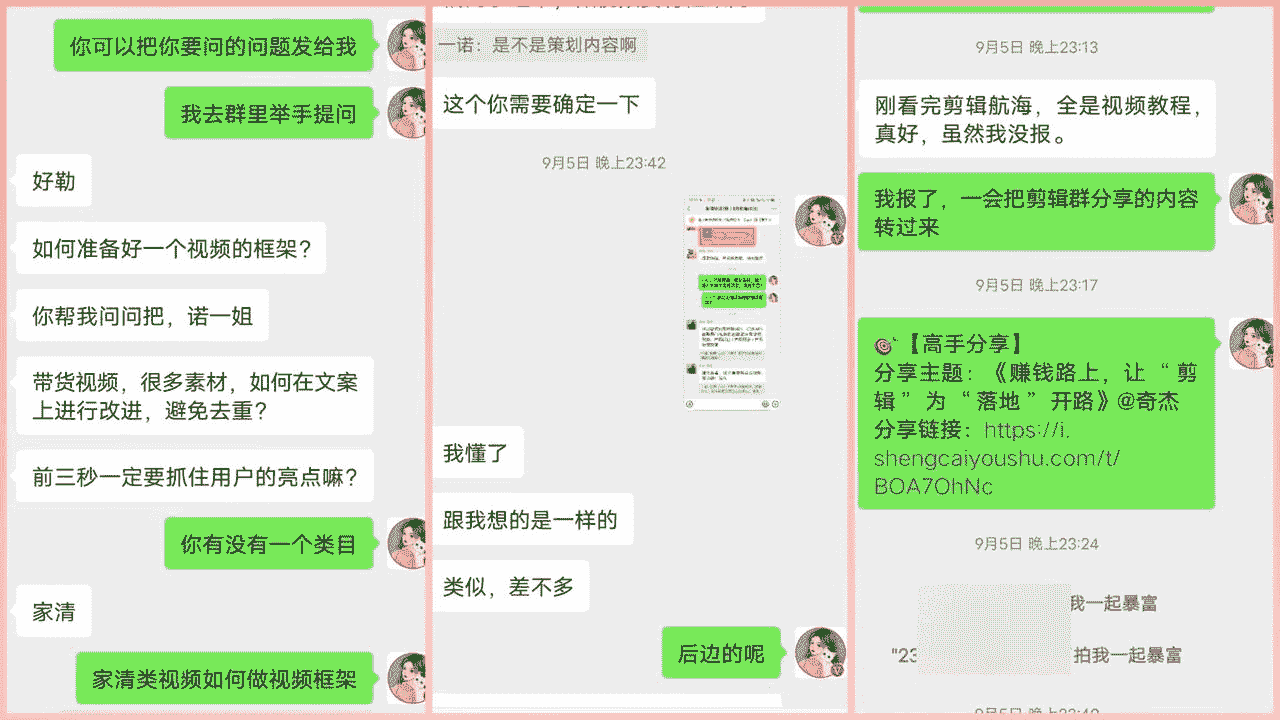 你可以把你要问的问题发给我
我去群里举手提问
好勒
如何准备好一个视频的框架？
你帮我问问把，诺一姐
带货视频，很多素材，如何在文案
上进行改进，避免去重？
前三秒一定要抓住用户的亮点嘛？
你有没有一个类目
家清
家清类视频如何做视频框架
一诺：是不是策划内容啊
这个你需要确定一下
9月5日 晚上23:42
我懂了
跟我想的是一样的
类似，差不多
后边的呢
9月5日 晚上23:13
刚看完剪辑航海，全是视频教程，
真好，虽然我没报。
我报了，一会把剪辑群分享的内容
转过来
9月5日 晚上23:17
【高手分享】
分享主题：《赚钱路上，让“剪
辑”为“落地”开路》@奇杰
分享链接：https://i.
shengcaiyoushu.com/t/
BOA7OhNc
9月5日 晚上23:24
我一起暴富
"23
拍我一起暴富